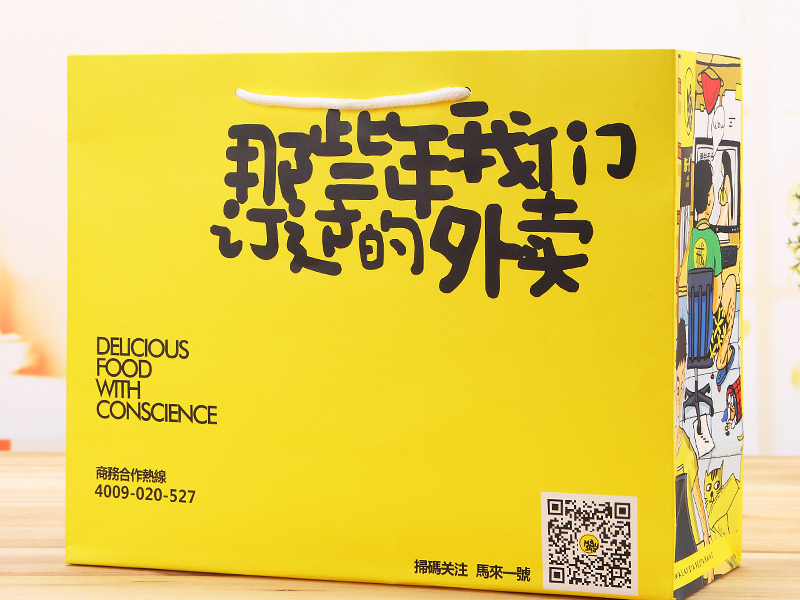 那些年我们
订过的外卖
DELICIOUS
FOOD
WITH
CONSCIENCE
商務合作熱線
4009-020-527
掃碼关注 馬來一號